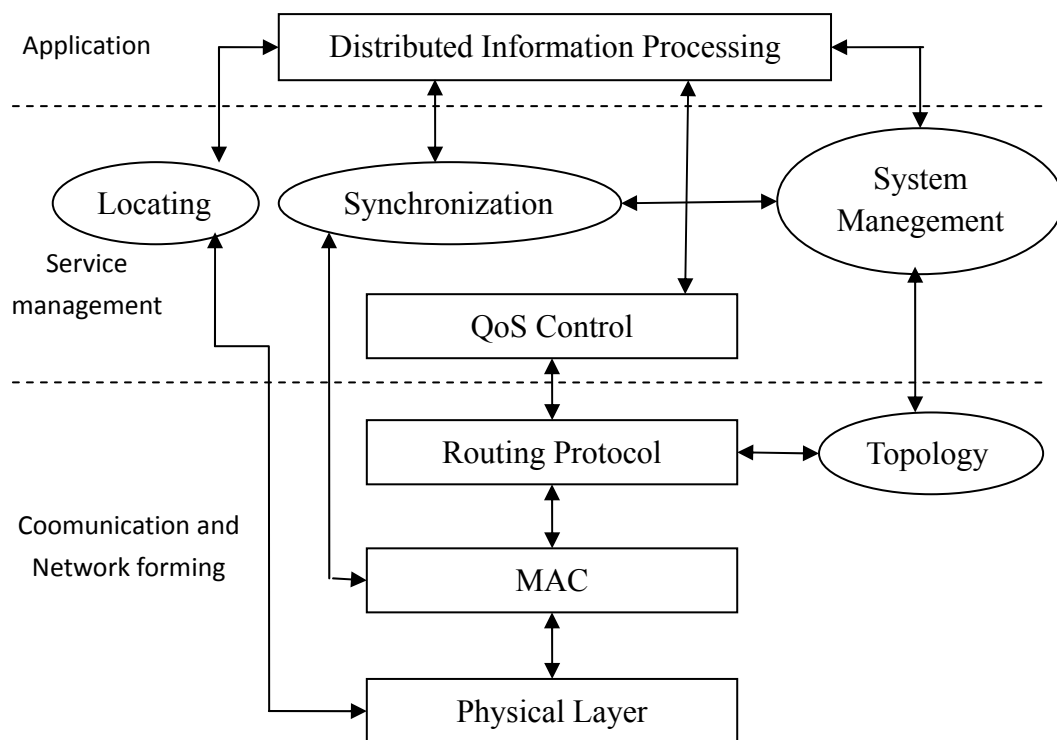 Application
Distributed Information Processing
Locating
Synchronization
System
Manegement
Service
management
QoS Control
Routing Protocol
Topology
Coomunication and
Network forming
MAC
Physical Layer